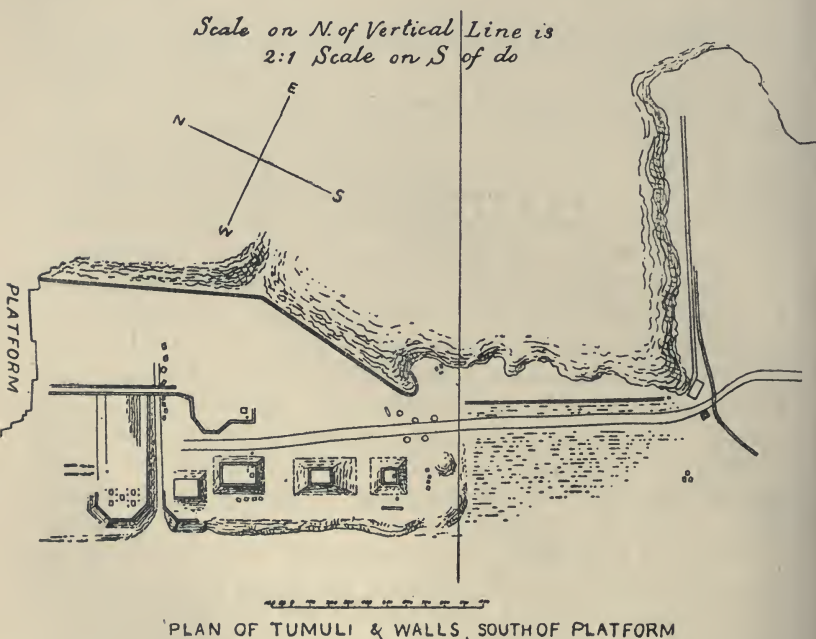 Scale on N. of Vertical Line is
2:1 Scale on S of do
E
N
S
W
PLATFORM
PLAN OF TUMULI & WALLS, SOUTH OF PLATFORM